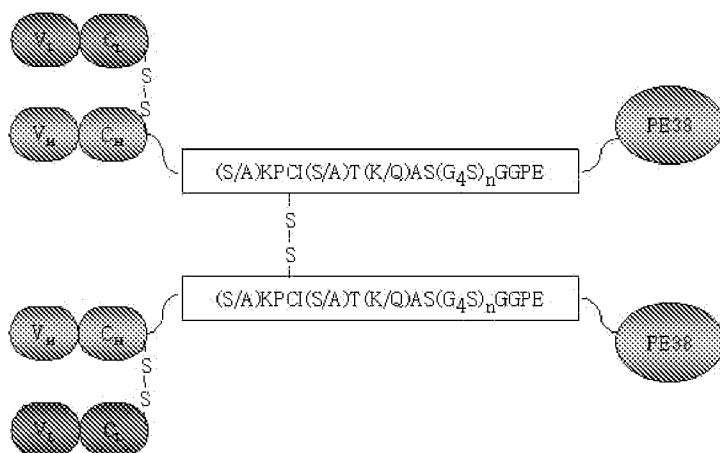 V_L C_L
S
S
V_H C_H
PE38
(S/A)KPCI(S/A)T(K/Q)AS(G_4S)_nGGPE
S
S
(S/A)KPCI(S/A)T(K/Q)AS(G_4S)_nGGPE
V_H C_H
PE38
S
S
V_L C_L